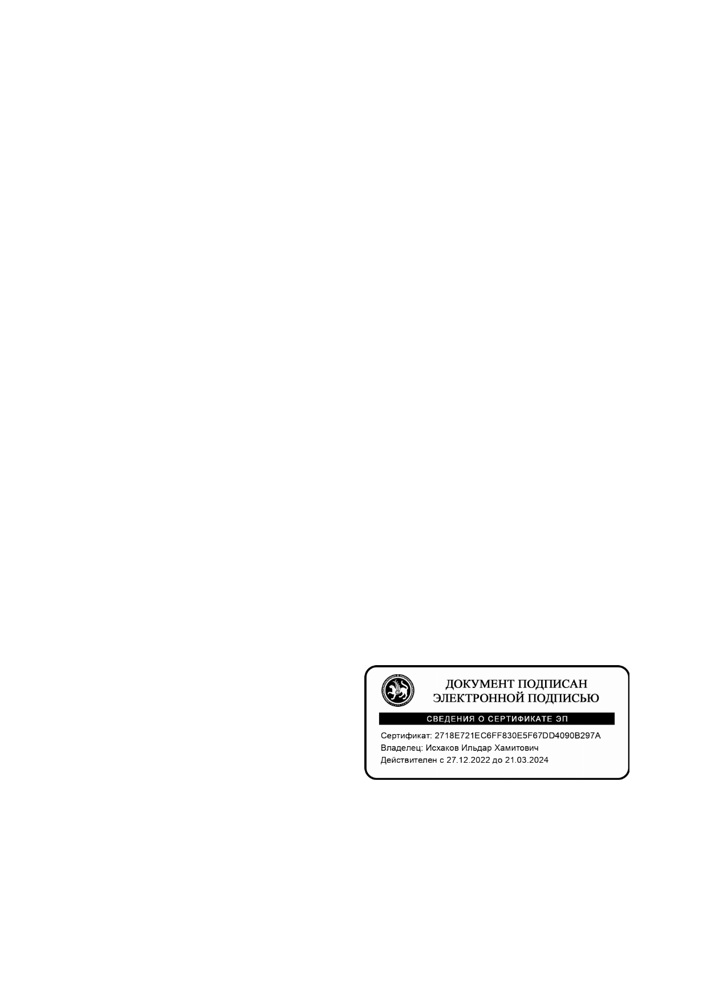 ДОКУМЕНТ ПОДПИСАН
ЭЛЕКТРОННОЙ ПОДПИСЬЮ
СВЕДЕНИЯ О СЕРТИФИКАТЕ ЭП
Сертификат: 2718E721EC6FF830E5F67DD4090B297A
Владелец: Исхаков Ильдар Хамитович
Действителен с 27.12.2022 до 21.03.2024